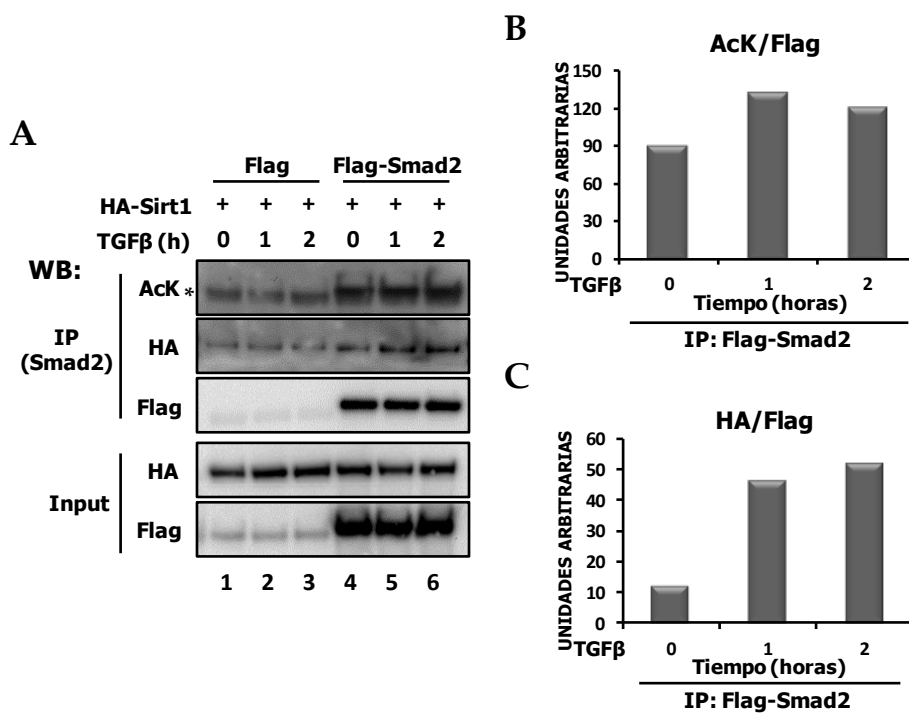 A
Flag Flag-Smad2
HA-Sirt1 + + + + + +
TGFβ (h) 0 1 2 0 1 2
WB:
IP
(Smad2)
AcK *
HA
Flag
Input
HA
Flag
1 2 3 4 5 6
B
AcK/Flag
UNIDADES ARBITRARIAS
150
120
90
60
30
0
TGFβ 0 1 2
Tiempo (horas)
IP: Flag-Smad2
C
HA/Flag
UNIDADES ARBITRARIAS
60
50
40
30
20
10
0
TGFβ 0 1 2
Tiempo (horas)
IP: Flag-Smad2